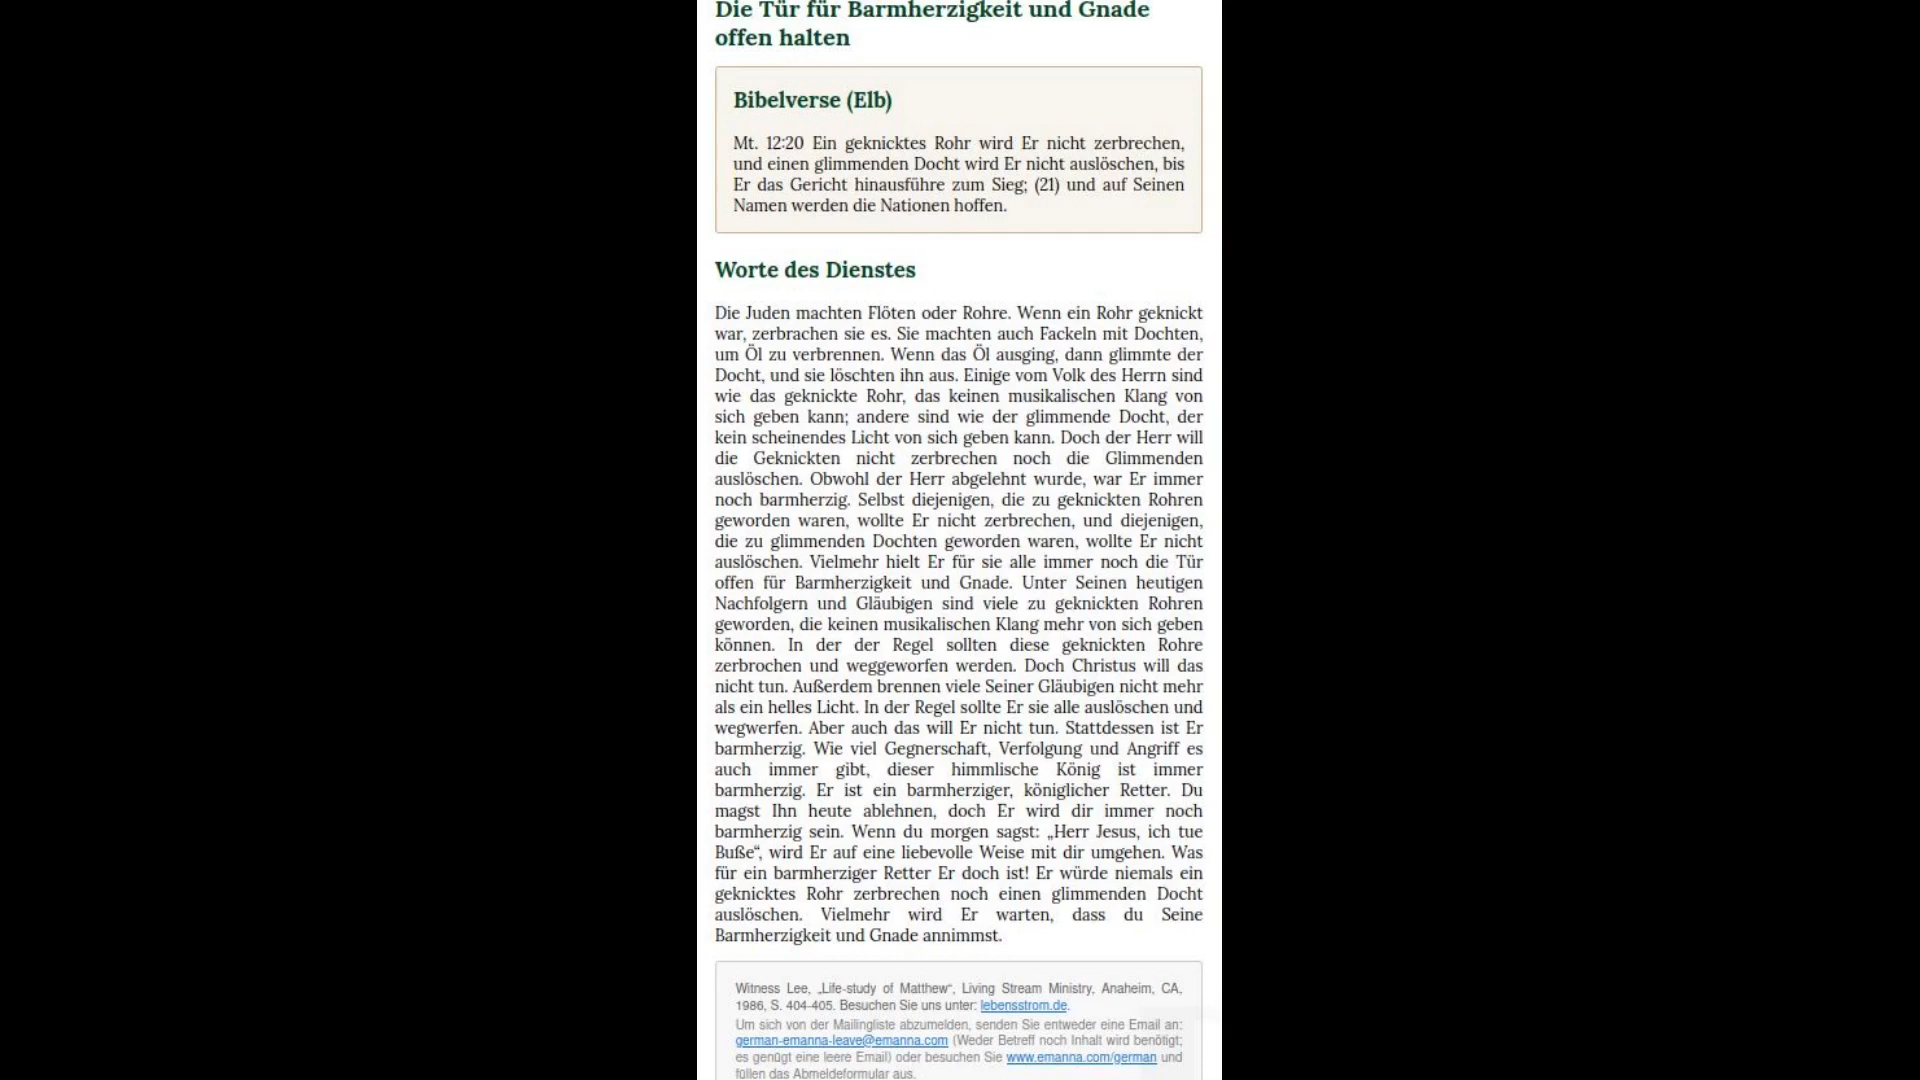 Die Tür für Barmherzigkeit und Gnade
offen halten
Bibelverse (Elb)
Mt. 12:20 Ein geknicktes Rohr wird Er nicht zerbrechen,
und einen glimmenden Docht wird Er nicht auslöschen, bis
Er das Gericht hinausführe zum Sieg; (21) und auf Seinen
Namen werden die Nationen hoffen.
Worte des Dienstes
Die Juden machten Flöten oder Rohre. Wenn ein Rohr geknickt
war, zerbrachen sie es. Sie machten auch Fackeln mit Dochten,
um Öl zu verbrennen. Wenn das Öl ausging, dann glimmte der
Docht, und sie löschten ihn aus. Einige vom Volk des Herrn sind
wie das geknickte Rohr, das keinen musikalischen Klang von
sich geben kann; andere sind wie der glimmende Docht, der
kein scheinendes Licht von sich geben kann. Doch der Herr will
die Geknickten nicht zerbrechen noch die Glimmenden
auslöschen. Obwohl der Herr abgelehnt wurde, war Er immer
noch barmherzig. Selbst diejenigen, die zu geknickten Rohren
geworden waren, wollte Er nicht zerbrechen, und diejenigen,
die zu glimmenden Dochten geworden waren, wollte Er nicht
auslöschen. Vielmehr hielt Er für sie alle immer noch die Tür
offen für Barmherzigkeit und Gnade. Unter Seinen heutigen
Nachfolgern und Gläubigen sind viele zu geknickten Rohren
geworden, die keinen musikalischen Klang mehr von sich geben
können. In der der Regel sollten diese geknickten Rohre
zerbrochen und weggeworfen werden. Doch Christus will das
nicht tun. Außerdem brennen viele Seiner Gläubigen nicht mehr
als ein helles Licht. In der Regel sollte Er sie alle auslöschen und
wegwerfen. Aber auch das will Er nicht tun. Stattdessen ist Er
barmherzig. Wie viel Gegnerschaft, Verfolgung und Angriff es
auch immer gibt, dieser himmlische König ist immer
barmherzig. Er ist ein barmherziger, königlicher Retter. Du
magst Ihn heute ablehnen, doch Er wird dir immer noch
barmherzig sein. Wenn du morgen sagst: „Herr Jesus, ich tue
Buße“, wird Er auf eine liebevolle Weise mit dir umgehen. Was
für ein barmherziger Retter Er doch ist! Er würde niemals ein
geknicktes Rohr zerbrechen noch einen glimmenden Docht
auslöschen. Vielmehr wird Er warten, dass du Seine
Barmherzigkeit und Gnade annimmst.
Witness Lee, „Life-study of Matthew“, Living Stream Ministry, Anaheim, CA,
1986, S. 404-405. Besuchen Sie uns unter: lebensstrom.de.
Um sich von der Mailingliste abzumelden, senden Sie entweder eine Email an:
german-emanna-leave@emanna.com (Weder Betreff noch Inhalt wird benötigt;
es genügt eine leere Email) oder besuchen Sie www.emanna.com/german und
füllen das Abmeldeformular aus.